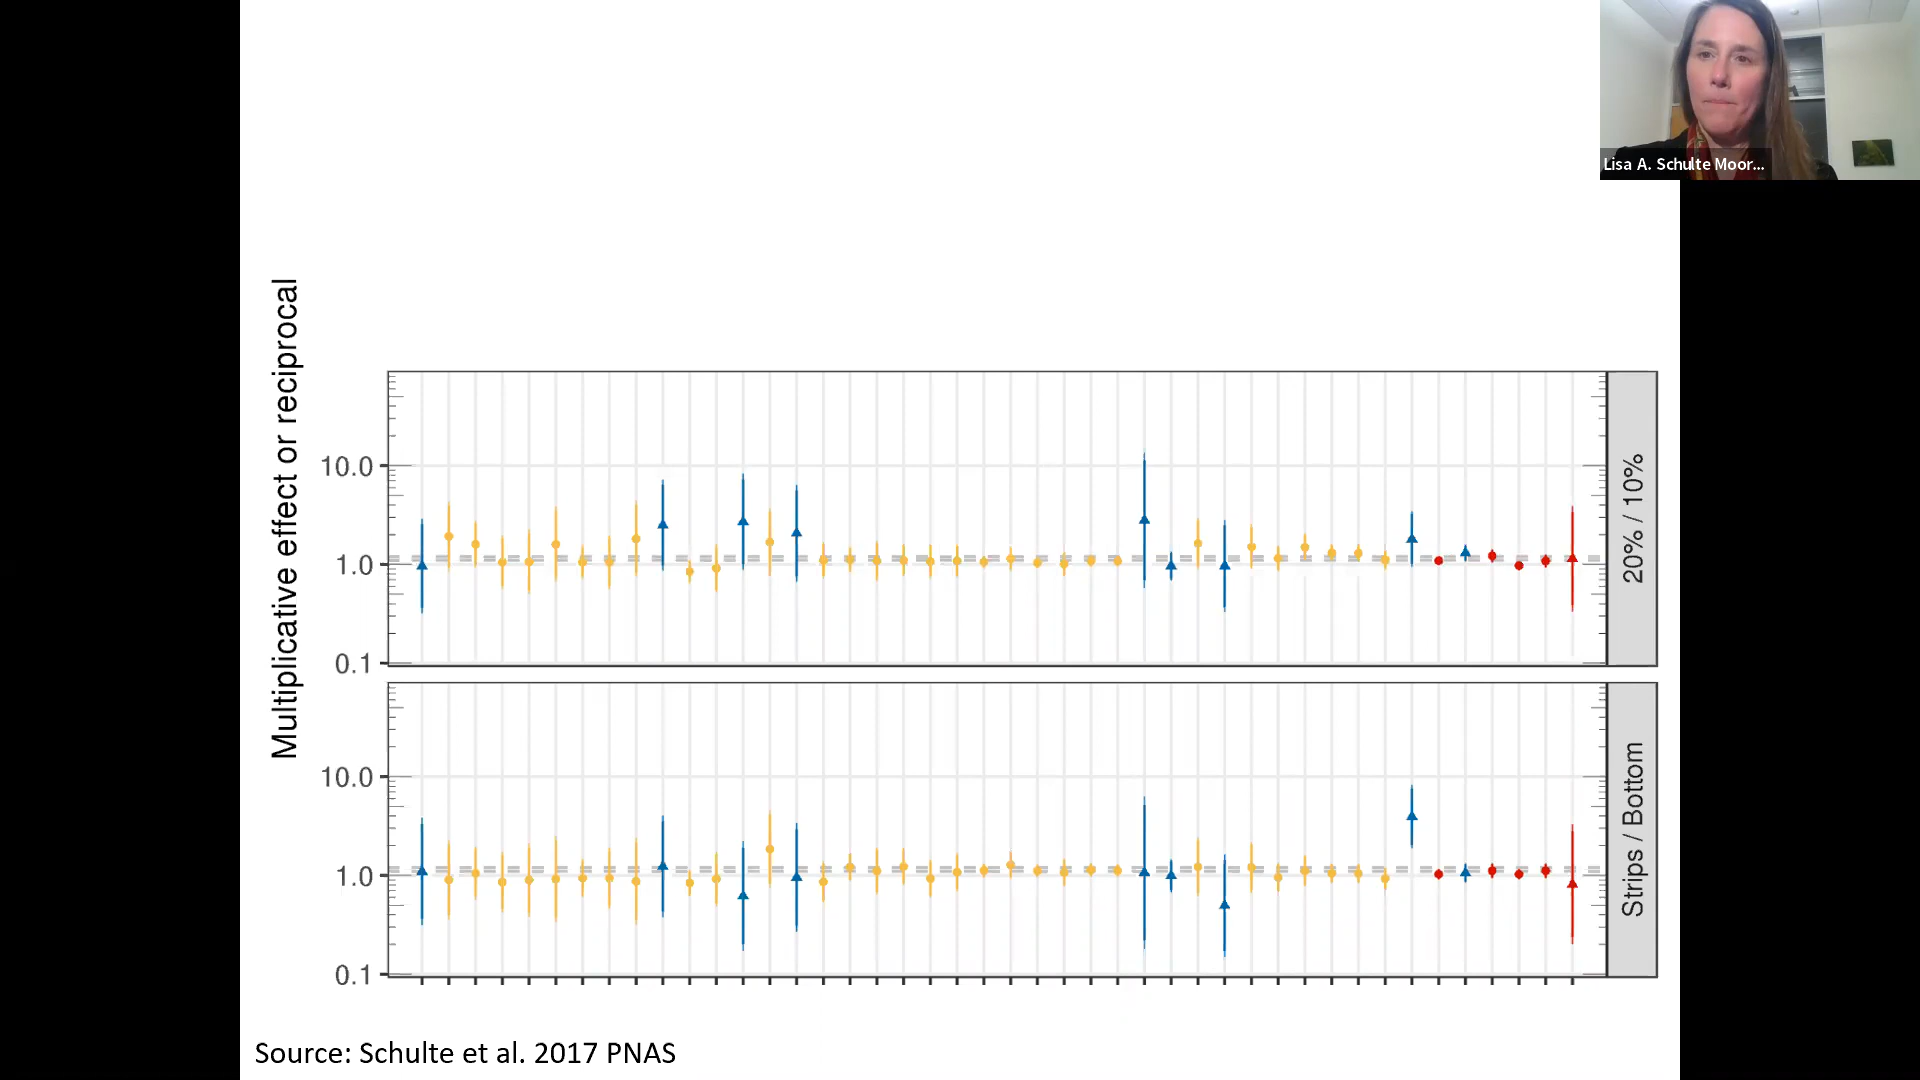 Lisa A. Schulte Moor...
Multiplicative effect or reciprocal
10.0
1.0
0.1
20% / 10%
10.0
1.0
0.1
Strips / Bottom
Source: Schulte et al. 2017 PNAS